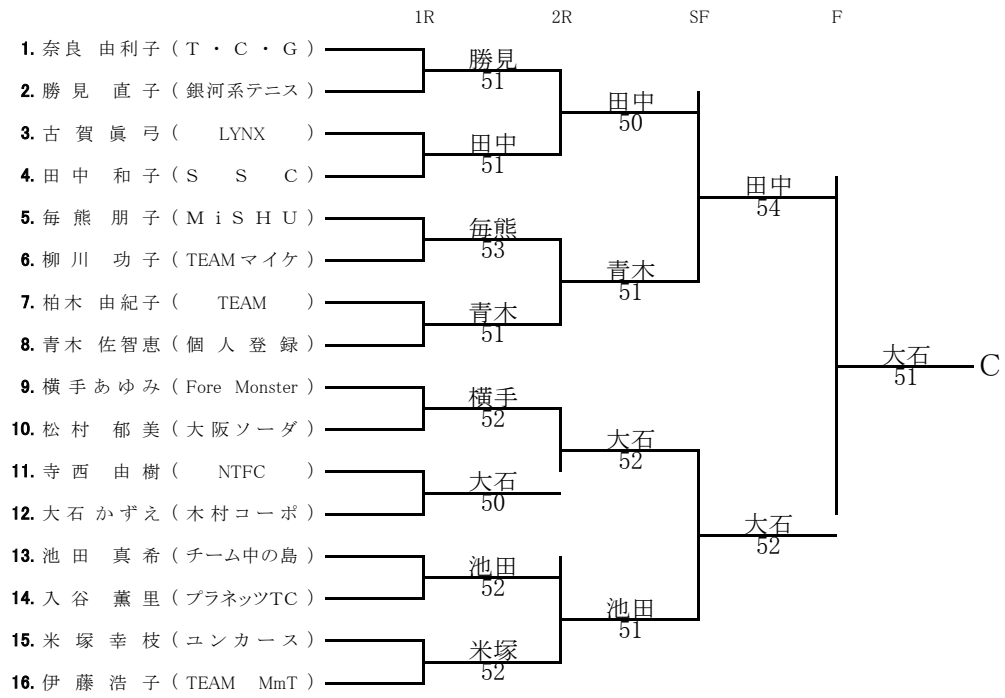 1R 2R SF F
1. 奈良 由利子 ( T ・ C ・ G )
勝見
51
2. 勝見 直子 ( 銀河系テニス )
田中
50
3. 古賀 眞弓 ( LYNX )
田中
51
4. 田中 和子 ( S S C )
田中
54
5. 毎熊 朋子 ( M i S H U )
毎熊
53
6. 柳川 功子 ( TEAM マイケ )
青木
51
7. 柏木 由紀子 ( TEAM )
青木
51
8. 青木 佐智恵 ( 個人登録 )
大石
51
C
9. 横手あゆみ ( Fore Monster )
横手
52
10. 松村 郁美 ( 大阪ソーダ )
大石
52
11. 寺西 由樹 ( NTFC )
大石
50
12. 大石 かずえ ( 木村コーポ )
大石
52
13. 池田 真希 ( チーム中の島 )
池田
52
14. 入谷 薫里 ( プラネッツTC )
池田
51
15. 米塚 幸枝 ( ユンカース )
米塚
52
16. 伊藤 浩子 ( TEAM MmT )